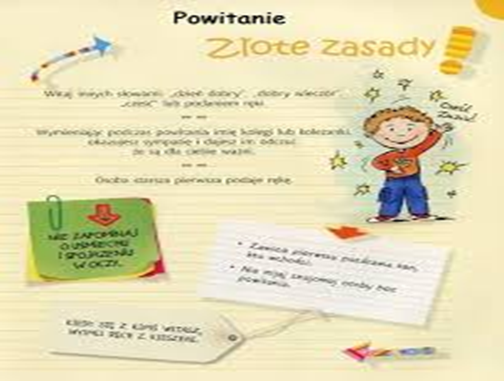 Powitanie
Złote zasady!
Witaj innych słowami: „dzień dobry", „dobry wieczór",
„cześć" lub podaniem ręki.
Wymieniając podczas powitania imię kolegi lub koleżanki,
okazujesz sympatię i dajesz im odczuć,
że są dla ciebie ważni.
Osoba starsza pierwsza podaje rękę.
Cześć
NIE ZAPOMINAJ
O UŚMIECHU
I SPOJRZENIU
W OCZY.
• Zawsze pierwszy pozdrawia ten,
kto wchodzi.
• Nie mijaj znajomej osoby bez
powitania.
KIEDY SIĘ Z KIMŚ WITASZ,
WYJMIJ RĘCE Z KIESZENI.